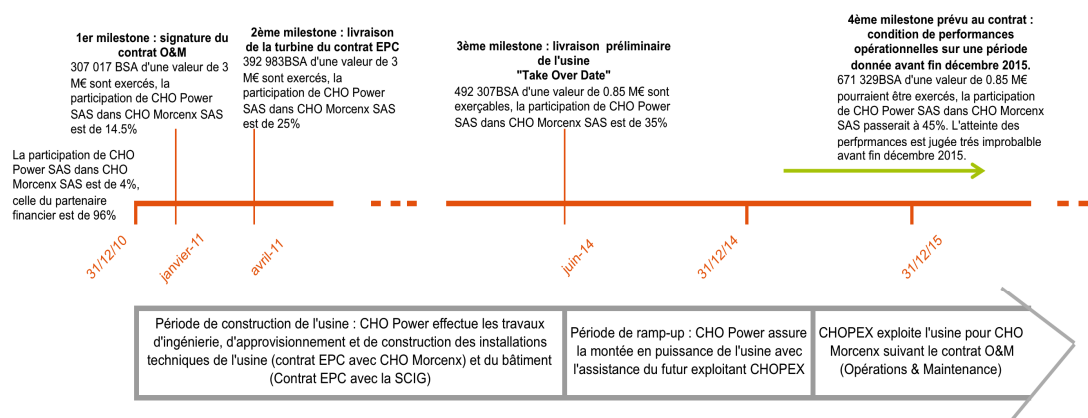 1er milestone : signature du
contrat O&M
307 017 BSA d'une valeur de 3
M€ sont exercés, la
participation de CHO Power
SAS dans CHO Morcenx SAS
est de 14.5%
2ème milestone : livraison
de la turbine du contrat EPC
392 983BSA d'une valeur de 3
M€ sont exercés, la
participation de CHO Power
SAS dans CHO Morcenx SAS
est de 25%
3ème milestone : livraison préliminaire
de l'usine
"Take Over Date"
492 307BSA d'une valeur de 0.85 M€ sont
exerçables, la participation de CHO Power
SAS dans CHO Morcenx SAS est de 35%
4ème milestone prévu au contrat :
condition de performances
opérationnelles sur une période
donnée avant fin décembre 2015.
671 329BSA d'une valeur de 0.85 M€
pourraient être exercés, la participation
de CHO Power SAS dans CHO Morcenx
SAS passerait à 45%. L'atteinte des
perfprmances est jugée trés improbalble
avant fin décembre 2015.
La participation de CHO
Power SAS dans CHO
Morcenx SAS est de 4%,
celle du partenaire
financier est de 96%
31/12/10
janvier-11
avril-11
juin-14
31/12/14
31/12/15
Période de construction de l'usine : CHO Power effectue les travaux
d'ingénierie, d'approvisionnement et de construction des installations
techniques de l'usine (contrat EPC avec CHO Morcenx) et du bâtiment
(Contrat EPC avec la SCIG)
Période de ramp-up : CHO Power assure
la montée en puissance de l'usine avec
l'assistance du futur exploitant CHOPEX
CHOPEX exploite l'usine pour CHO
Morcenx suivant le contrat O&M
(Opérations & Maintenance)